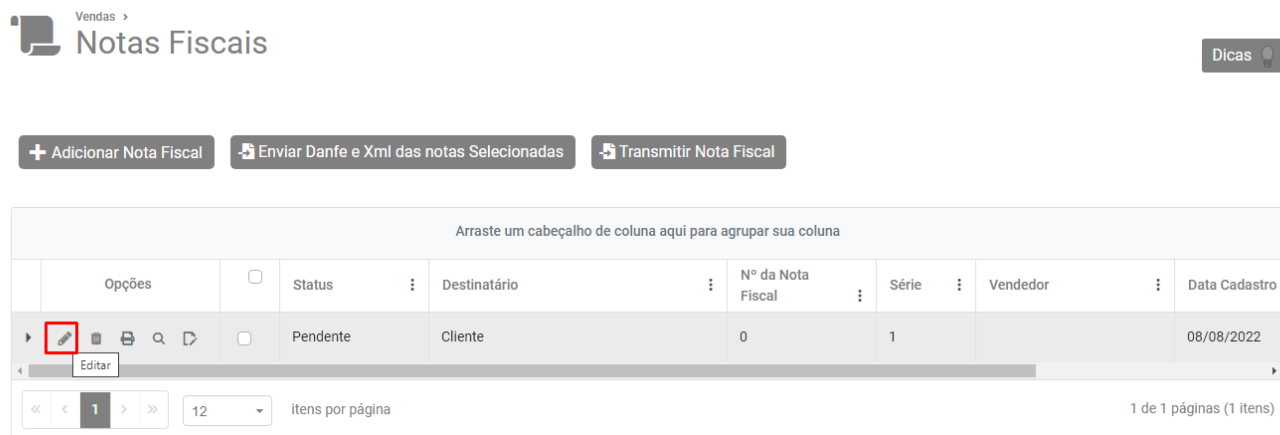 Vendas >
Notas Fiscais
Dicas
Adicionar Nota Fiscal
Enviar Danfe e Xml das notas Selecionadas
Transmitir Nota Fiscal
Arraste um cabeçalho de coluna aqui para agrupar sua coluna
Opções
Status
Destinatário
Nº da Nota
Fiscal
Série
Vendedor
Data Cadastro
Pendente
Cliente
0
1
08/08/2022
Editar
« < 1 > »
12
itens por página
1 de 1 páginas (1 itens)